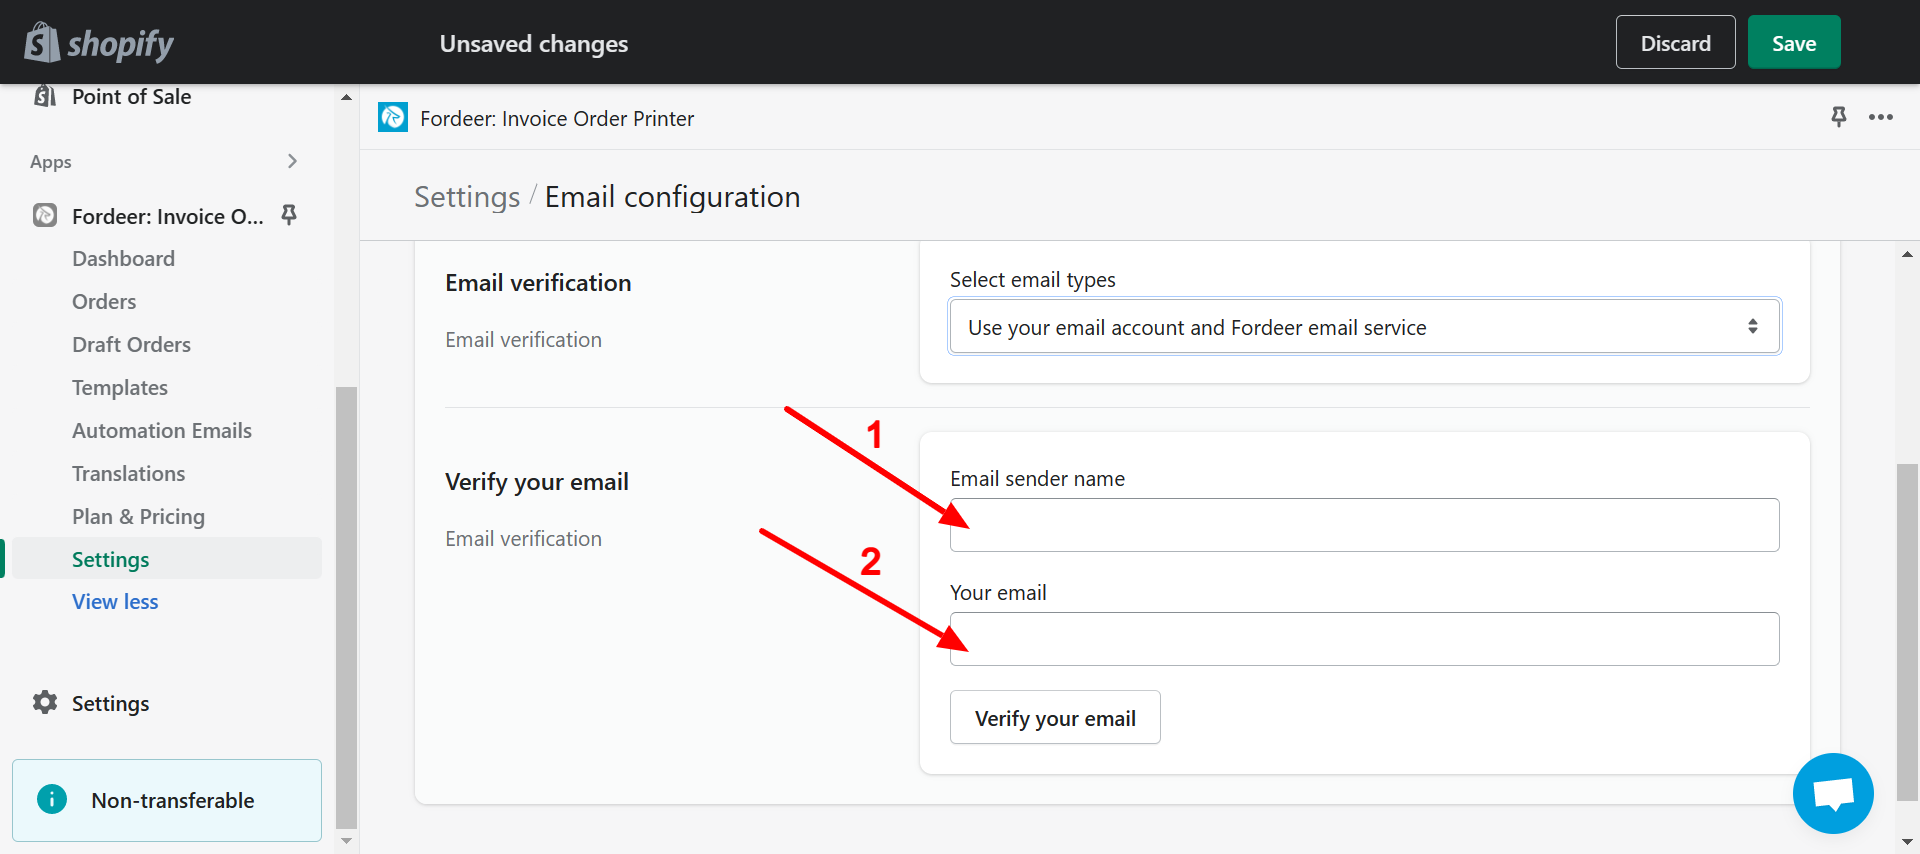 shopify
Unsaved changes
Discard
Save
Point of Sale
Apps
Fordeer: Invoice O...
Dashboard
Orders
Draft Orders
Templates
Automation Emails
Translations
Plan & Pricing
Settings
View less
Settings
Non-transferable
Fordeer: Invoice Order Printer
Settings / Email configuration
Email verification
Email verification
Select email types
Use your email account and Fordeer email service
1
Verify your email
Email verification
Email sender name
2
Your email
Verify your email